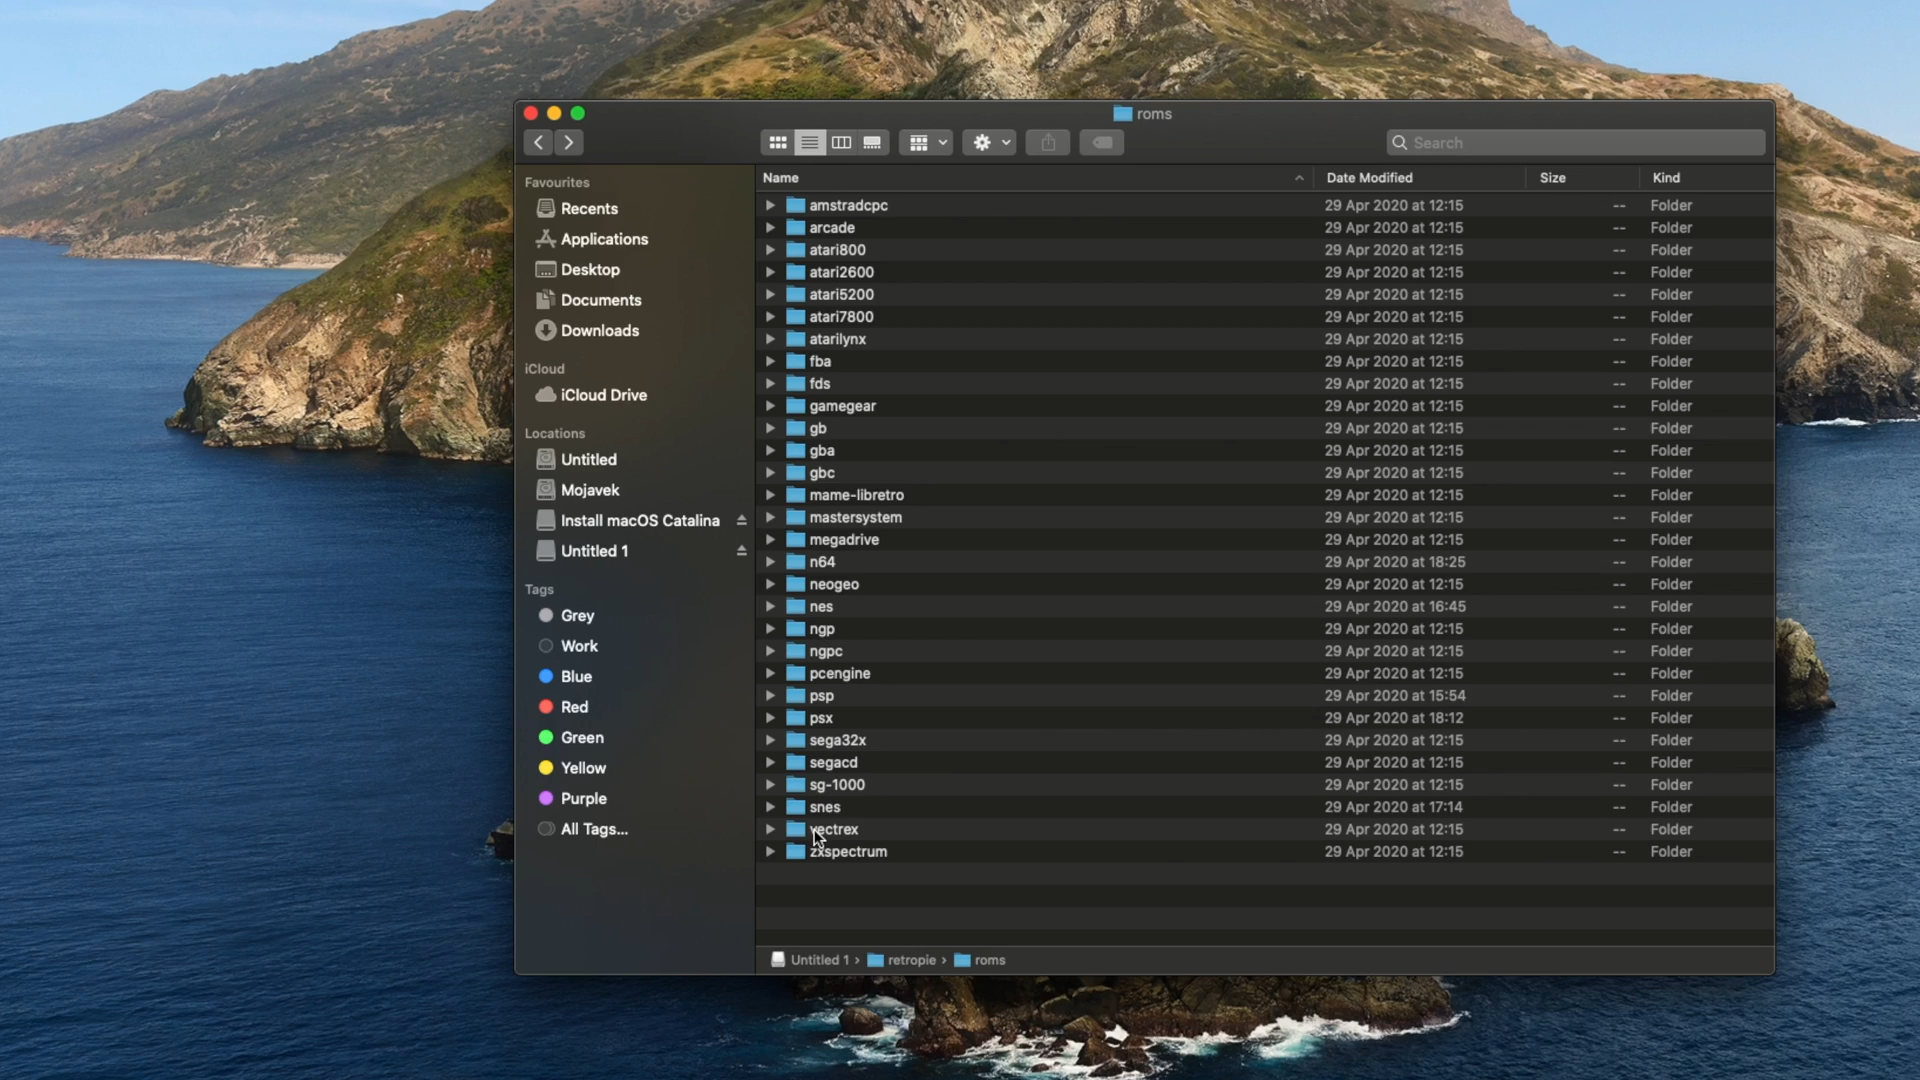 roms
Search
Favourites
Recents
Applications
Desktop
Documents
Downloads
iCloud
iCloud Drive
Locations
Untitled
Mojavek
Install macOS Catalina
Untitled 1
Tags
Grey
Work
Blue
Red
Green
Yellow
Purple
All Tags...
Name Date Modified Size Kind
amstradcpc 29 Apr 2020 at 12:15 -- Folder
arcade 29 Apr 2020 at 12:15 -- Folder
atari800 29 Apr 2020 at 12:15 -- Folder
atari2600 29 Apr 2020 at 12:15 -- Folder
atari5200 29 Apr 2020 at 12:15 -- Folder
atari7800 29 Apr 2020 at 12:15 -- Folder
atarilynx 29 Apr 2020 at 12:15 -- Folder
fba 29 Apr 2020 at 12:15 -- Folder
fds 29 Apr 2020 at 12:15 -- Folder
gamegear 29 Apr 2020 at 12:15 -- Folder
gb 29 Apr 2020 at 12:15 -- Folder
gba 29 Apr 2020 at 12:15 -- Folder
gbc 29 Apr 2020 at 12:15 -- Folder
mame-libretro 29 Apr 2020 at 12:15 -- Folder
mastersystem 29 Apr 2020 at 12:15 -- Folder
megadrive 29 Apr 2020 at 12:15 -- Folder
n64 29 Apr 2020 at 18:25 -- Folder
neogeo 29 Apr 2020 at 12:15 -- Folder
nes 29 Apr 2020 at 16:45 -- Folder
ngp 29 Apr 2020 at 12:15 -- Folder
ngpc 29 Apr 2020 at 12:15 -- Folder
pcengine 29 Apr 2020 at 12:15 -- Folder
psp 29 Apr 2020 at 15:54 -- Folder
psx 29 Apr 2020 at 18:12 -- Folder
sega32x 29 Apr 2020 at 12:15 -- Folder
segacd 29 Apr 2020 at 12:15 -- Folder
sg-1000 29 Apr 2020 at 12:15 -- Folder
snes 29 Apr 2020 at 17:14 -- Folder
vectrex 29 Apr 2020 at 12:15 -- Folder
zxspectrum 29 Apr 2020 at 12:15 -- Folder
Untitled 1 › retropie › roms